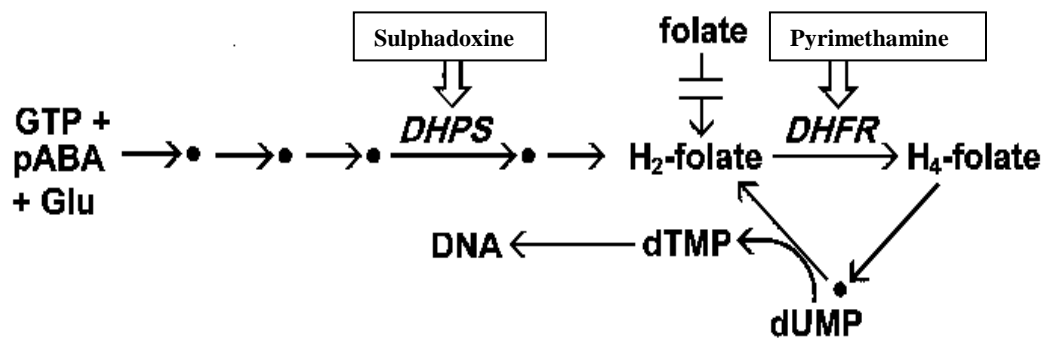 Sulphadoxine
folate
Pyrimethamine
GTP +
pABA
+ Glu
DHPS
H₂-folate
DHFR
H₄-folate
DNA
dTMP
dUMP